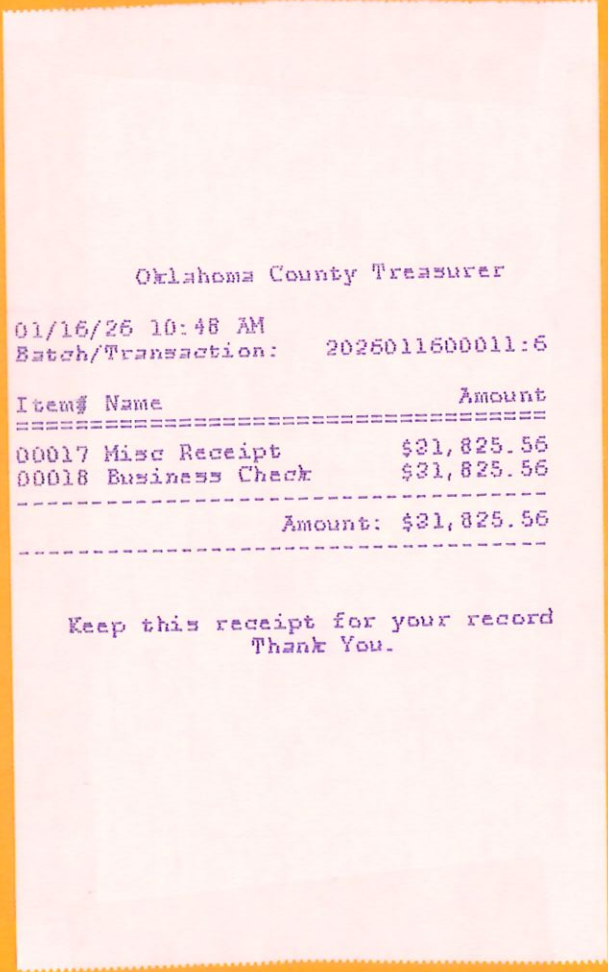 Oklahoma County Treasurer
01/16/26 10:48 AM
Batch/Transaction: 2026011600011:6
Item# Name Amount
=====================================
00017 Misc Receipt $31,825.56
00018 Business Check $31,825.56
-------------------------------------
Amount: $31,825.56
-------------------------------------
Keep this receipt for your record
Thank You.